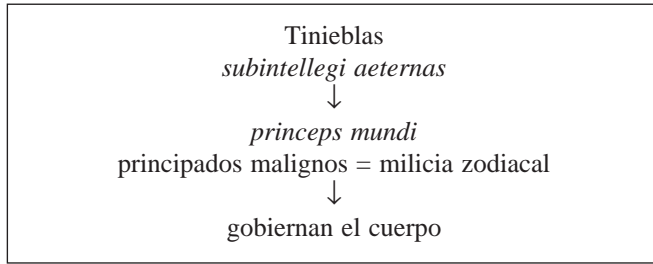 Tinieblas
subintellegi aeternas
↓
princeps mundi
principados malignos = milicia zodiacal
↓
gobiernan el cuerpo